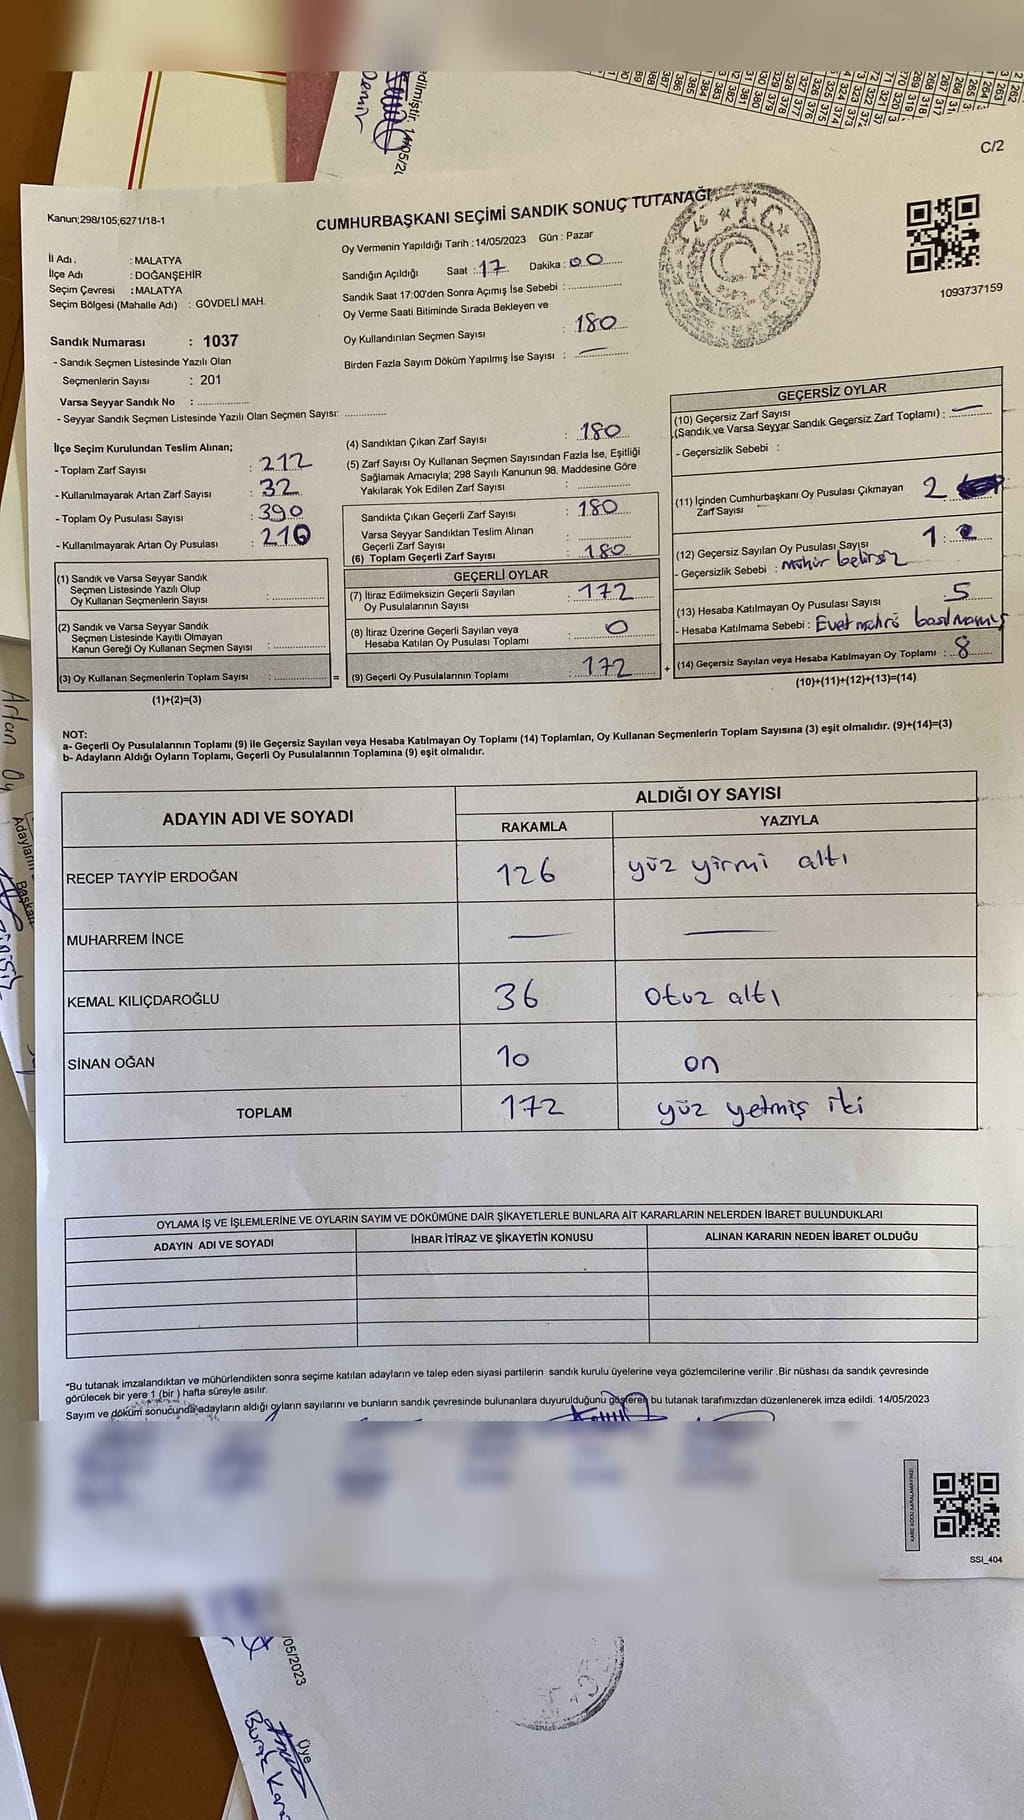 C/2
Kanun;298/105;6271/18-1
CUMHURBAŞKANI SEÇİMİ SANDIK SONUÇ TUTANAĞI
T.C.
1093737159
İl Adı : MALATYA
İlçe Adı : DOĞANŞEHİR
Seçim Çevresi : MALATYA
Seçim Bölgesi (Mahalle Adı) : GÖVDELİ MAH.
Sandık Numarası : 1037
- Sandık Seçmen Listesinde Yazılı Olan
Seçmenlerin Sayısı : 201
Varsa Seyyar Sandık No :
- Seyyar Sandık Seçmen Listesinde Yazılı Olan Seçmen Sayısı:
Oy Vermenin Yapıldığı Tarih : 14/05/2023 Gün : Pazar
Sandığın Açıldığı Saat : 17 Dakika : 00
Sandık Saat 17:00'den Sonra Açımış İse Sebebi :
Oy Verme Saati Bitiminde Sırada Bekleyen ve
Oy Kullandırılan Seçmen Sayısı : 180
Birden Fazla Sayım Döküm Yapılmış İse Sayısı : —
İlçe Seçim Kurulundan Teslim Alınan;
- Toplam Zarf Sayısı : 212
- Kullanılmayarak Artan Zarf Sayısı : 32
- Toplam Oy Pusulası Sayısı : 390
- Kullanılmayarak Artan Oy Pusulası : 210
(1) Sandık ve Varsa Seyyar Sandık
Seçmen Listesinde Yazılı Olup
Oy Kullanan Seçmenlerin Sayısı :
(2) Sandık ve Varsa Seyyar Sandık
Seçmen Listesinde Kayıtlı Olmayan
Kanun Gereği Oy Kullanan Seçmen Sayısı :
(3) Oy Kullanan Seçmenlerin Toplam Sayısı : =
(1)+(2)=(3)
(4) Sandıktan Çıkan Zarf Sayısı : 180
(5) Zarf Sayısı Oy Kullanan Seçmen Sayısından Fazla İse, Eşitliği
Sağlamak Amacıyla; 298 Sayılı Kanunun 98. Maddesine Göre
Yakılarak Yok Edilen Zarf Sayısı :
Sandıkta Çıkan Geçerli Zarf Sayısı : 180
Varsa Seyyar Sandıktan Teslim Alınan
Geçerli Zarf Sayısı :
(6) Toplam Geçerli Zarf Sayısı : 180
GEÇERLİ OYLAR
(7) İtiraz Edilmeksizin Geçerli Sayılan
Oy Pusulalarının Sayısı : 172
(8) İtiraz Üzerine Geçerli Sayılan veya
Hesaba Katılan Oy Pusulası Toplamı : 0
(9) Geçerli Oy Pusulalarının Toplamı : 172 +
GEÇERSİZ OYLAR
(10) Geçersiz Zarf Sayısı
(Sandık ve Varsa Seyyar Sandık Geçersiz Zarf Toplamı) : —
- Geçersizlik Sebebi :
(11) İçinden Cumhurbaşkanı Oy Pusulası Çıkmayan 2
Zarf Sayısı
(12) Geçersiz Sayılan Oy Pusulası Sayısı 1
- Geçersizlik Sebebi : Mühür belirsiz
(13) Hesaba Katılmayan Oy Pusulası Sayısı 5
- Hesaba Katılmama Sebebi : Evet mührü basılmamış
(14) Geçersiz Sayılan veya Hesaba Katılmayan Oy Toplamı : 8
(10)+(11)+(12)+(13)=(14)
NOT:
a- Geçerli Oy Pusulalarının Toplamı (9) ile Geçersiz Sayılan veya Hesaba Katılmayan Oy Toplamı (14) Toplamları, Oy Kullanan Seçmenlerin Toplam Sayısına (3) eşit olmalıdır. (9)+(14)=(3)
b- Adayların Aldığı Oyların Toplamı, Geçerli Oy Pusulalarının Toplamına (9) eşit olmalıdır.
ADAYIN ADI VE SOYADI ALDIĞI OY SAYISI
RAKAMLA YAZIYLA
RECEP TAYYİP ERDOĞAN 126 yüz yirmi altı
MUHARREM İNCE — —
KEMAL KILIÇDAROĞLU 36 otuz altı
SİNAN OĞAN 10 on
TOPLAM 172 yüz yetmiş iki
OYLAMA İŞ VE İŞLEMLERİNE VE OYLARIN SAYIM VE DÖKÜMÜNE DAİR ŞİKAYETLERLE BUNLARA AİT KARARLARIN NELERDEN İBARET BULUNDUKLARI
ADAYIN ADI VE SOYADI İHBAR İTİRAZ VE ŞİKAYETİN KONUSU ALINAN KARARIN NEDEN İBARET OLDUĞU
*Bu tutanak imzalandıktan ve mühürlendikten sonra seçime katılan adayların ve talep eden siyasi partilerin sandık kurulu üyelerine veya gözlemcilerine verilir .Bir nüshası da sandık çevresinde
görülecek bir yere 1 (bir ) hafta süreyle asılır.
Sayım ve döküm sonucunda adayların aldığı oyların sayılarını ve bunların sandık çevresinde bulunanlara duyurulduğunu gösteren bu tutanak tarafımızdan düzenlenerek imza edildi. 14/05/2023
KARE KODU KARALAMAYINIZ!
SSI_404
edilmiştir. 14/05/20
Demir
Artan Oy
Adayların
Başkan
/05/2023
Üye
Burak